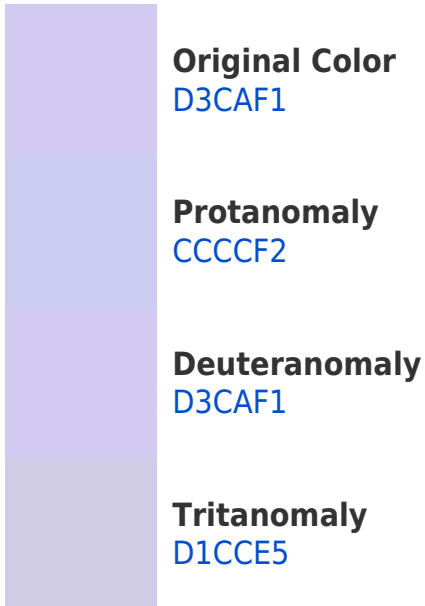 Original Color
D3CAF1
Protanomaly
CCCCF2
Deuteranomaly
D3CAF1
Tritanomaly
D1CCE5